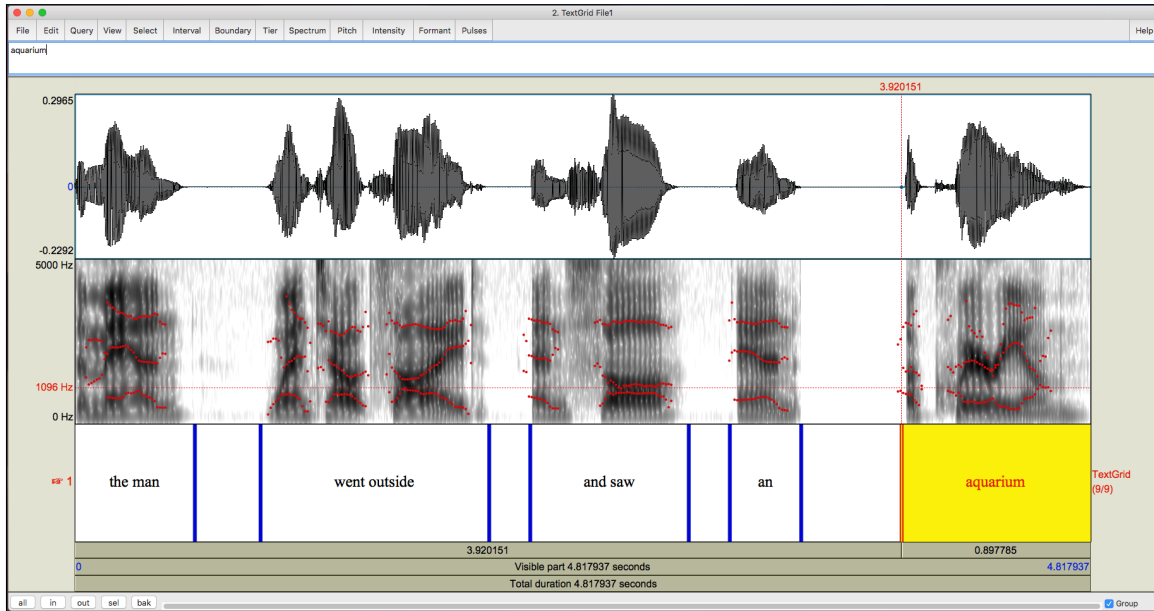 2. TextGrid File1
File Edit Query View Select Interval Boundary Tier Spectrum Pitch Intensity Formant Pulses Help
aquarium
3.920151
0.2965
0
-0.2292
5000 Hz
1096 Hz
0 Hz
☞ 1 the man went outside and saw an aquarium TextGrid
(9/9)
3.920151 0.897785
0 Visible part 4.817937 seconds 4.817937
Total duration 4.817937 seconds
all in out sel bak Group